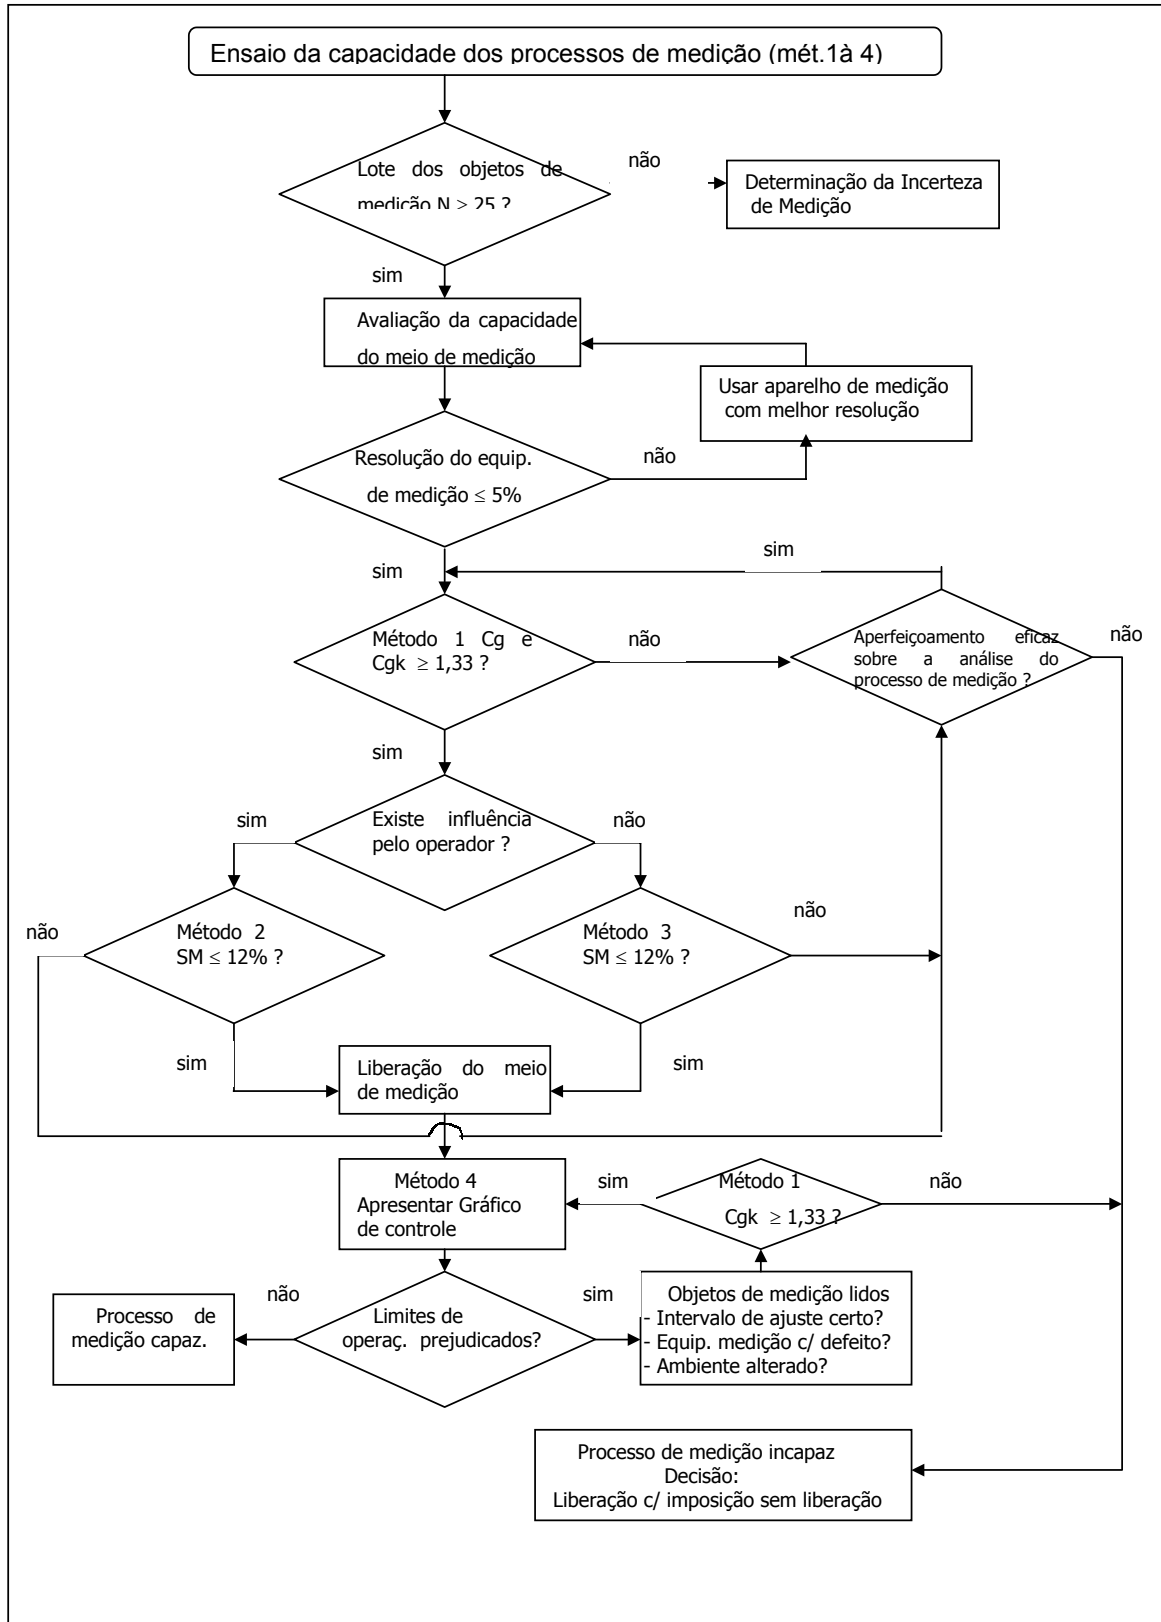 Ensaio da capacidade dos processos de medição (mét.1à 4)
Lote dos objetos de
medição N ≥ 25 ?
não
Determinação da Incerteza
de Medição
sim
Avaliação da capacidade
do meio de medição
Usar aparelho de medição
com melhor resolução
Resolução do equip.
de medição ≤ 5%
não
sim
sim
Método 1 Cg e
Cgk ≥ 1,33 ?
não
Aperfeiçoamento eficaz
sobre a análise do
processo de medição ?
não
sim
Existe influência
pelo operador ?
sim
não
não
Método 2
SM ≤ 12% ?
Método 3
SM ≤ 12% ?
não
sim
Liberação do meio
de medição
sim
Método 4
Apresentar Gráfico
de controle
sim
Método 1
Cgk ≥ 1,33 ?
não
Processo de
medição capaz.
não
Limites de
operaç. prejudicados?
sim
Objetos de medição lidos
- Intervalo de ajuste certo?
- Equip. medição c/ defeito?
- Ambiente alterado?
Processo de medição incapaz
Decisão:
Liberação c/ imposição sem liberação